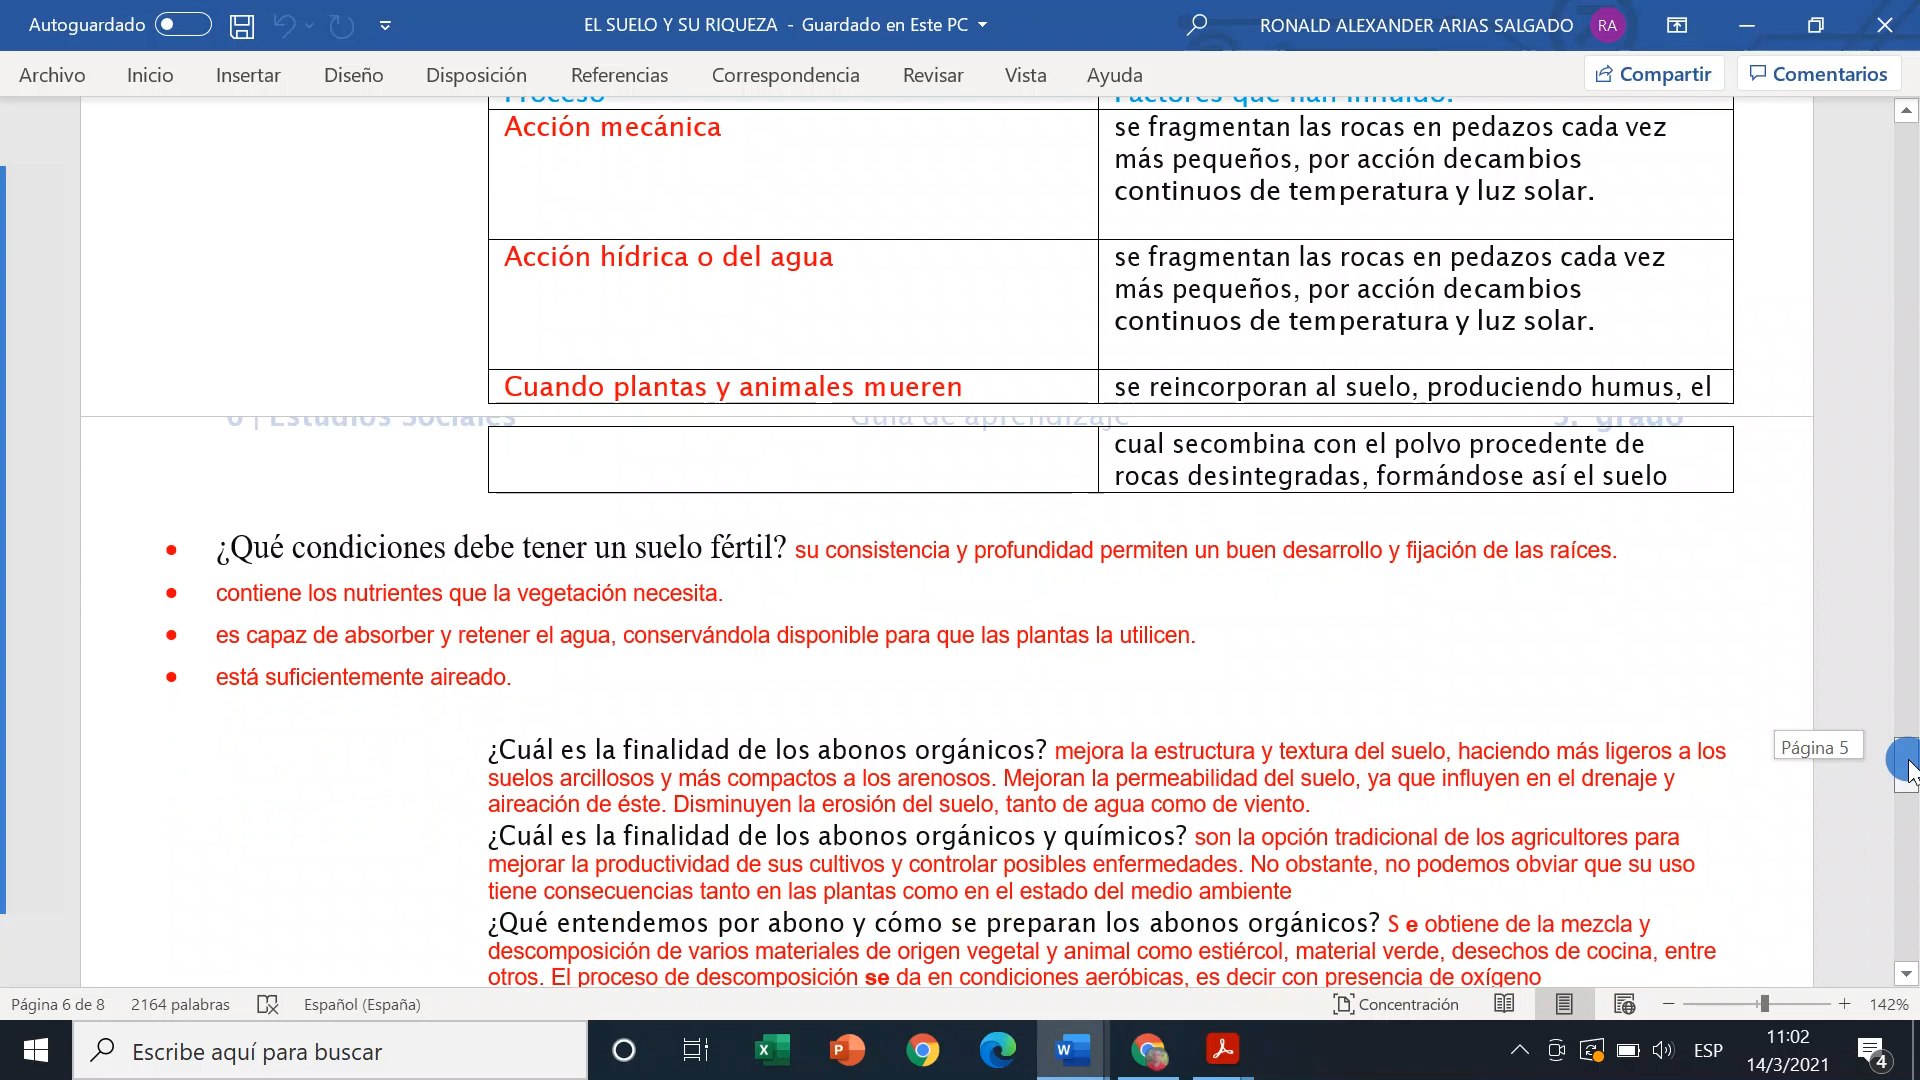 Autoguardado
EL SUELO Y SU RIQUEZA - Guardado en Este PC
RONALD ALEXANDER ARIAS SALGADO
RA
Archivo Inicio Insertar Diseño Disposición Referencias Correspondencia Revisar Vista Ayuda
Compartir Comentarios
Proceso Factores que han influido.
Acción mecánica
se fragmentan las rocas en pedazos cada vez
más pequeños, por acción decambios
continuos de temperatura y luz solar.
Acción hídrica o del agua
se fragmentan las rocas en pedazos cada vez
más pequeños, por acción decambios
continuos de temperatura y luz solar.
Cuando plantas y animales mueren
se reincorporan al suelo, produciendo humus, el
6 | Estudios Sociales Guía de aprendizaje 5.° grado
cual secombina con el polvo procedente de
rocas desintegradas, formándose así el suelo
• ¿Qué condiciones debe tener un suelo fértil? su consistencia y profundidad permiten un buen desarrollo y fijación de las raíces.
• contiene los nutrientes que la vegetación necesita.
• es capaz de absorber y retener el agua, conservándola disponible para que las plantas la utilicen.
• está suficientemente aireado.
¿Cuál es la finalidad de los abonos orgánicos? mejora la estructura y textura del suelo, haciendo más ligeros a los
suelos arcillosos y más compactos a los arenosos. Mejoran la permeabilidad del suelo, ya que influyen en el drenaje y
aireación de éste. Disminuyen la erosión del suelo, tanto de agua como de viento.
¿Cuál es la finalidad de los abonos orgánicos y químicos? son la opción tradicional de los agricultores para
mejorar la productividad de sus cultivos y controlar posibles enfermedades. No obstante, no podemos obviar que su uso
tiene consecuencias tanto en las plantas como en el estado del medio ambiente
¿Qué entendemos por abono y cómo se preparan los abonos orgánicos? S e obtiene de la mezcla y
descomposición de varios materiales de origen vegetal y animal como estiércol, material verde, desechos de cocina, entre
otros. El proceso de descomposición se da en condiciones aeróbicas, es decir con presencia de oxígeno
Página 5
Página 6 de 8 2164 palabras Español (España) Concentración 142%
Escribe aquí para buscar
ESP
11:02
14/3/2021
4